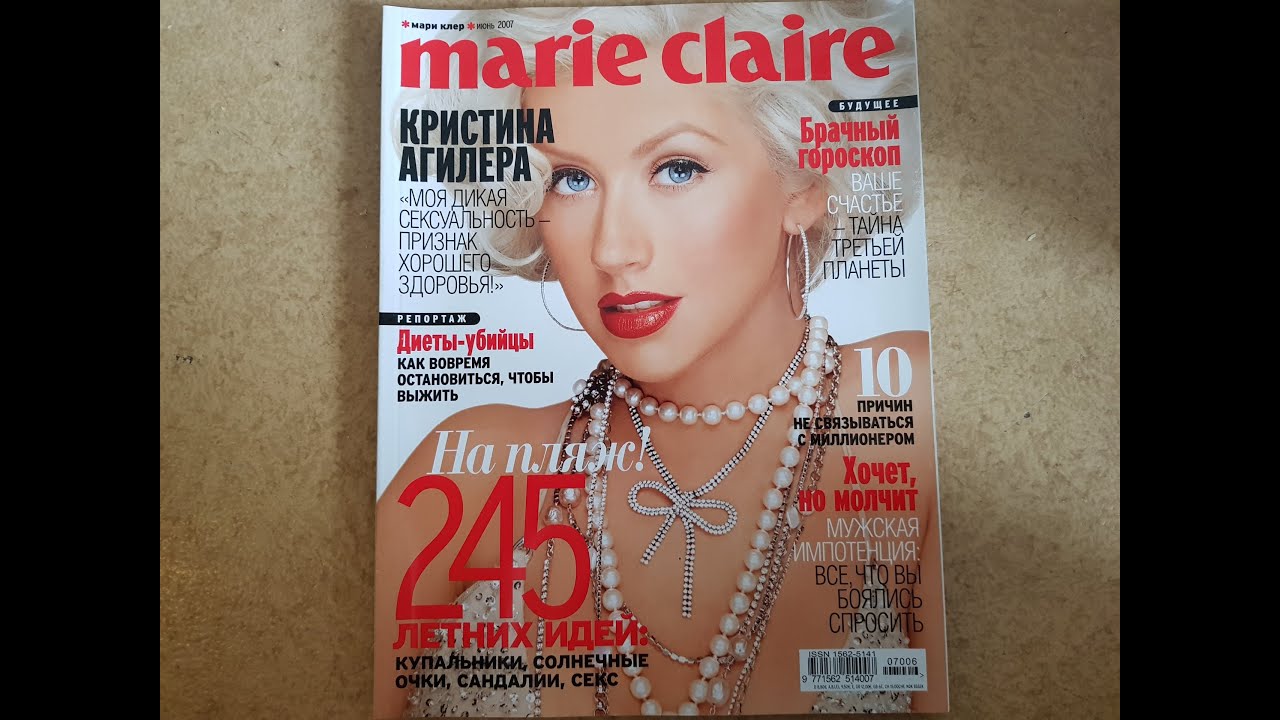 *мари клер *июнь 2007
marie claire
КРИСТИНА
АГИЛЕРА
«МОЯ ДИКАЯ
СЕКСУАЛЬНОСТЬ –
ПРИЗНАК
ХОРОШЕГО
ЗДОРОВЬЯ!»
РЕПОРТАЖ
Диеты-убийцы
КАК ВОВРЕМЯ
ОСТАНОВИТЬСЯ, ЧТОБЫ
ВЫЖИТЬ
На пляж!
245
ЛЕТНИХ ИДЕЙ:
КУПАЛЬНИКИ, СОЛНЕЧНЫЕ
ОЧКИ, САНДАЛИИ, СЕКС
БУДУЩЕЕ
Брачный
гороскоп
ВАШЕ
СЧАСТЬЕ
– ТАЙНА
ТРЕТЬЕЙ
ПЛАНЕТЫ
10
ПРИЧИН
НЕ СВЯЗЫВАТЬСЯ
С МИЛЛИОНЕРОМ
Хочет,
но молчит
МУЖСКАЯ
ИМПОТЕНЦИЯ:
ВСЕ, ЧТО ВЫ
БОЯЛИСЬ
СПРОСИТЬ
ISSN 1562-5141
07006
9 771562 514007